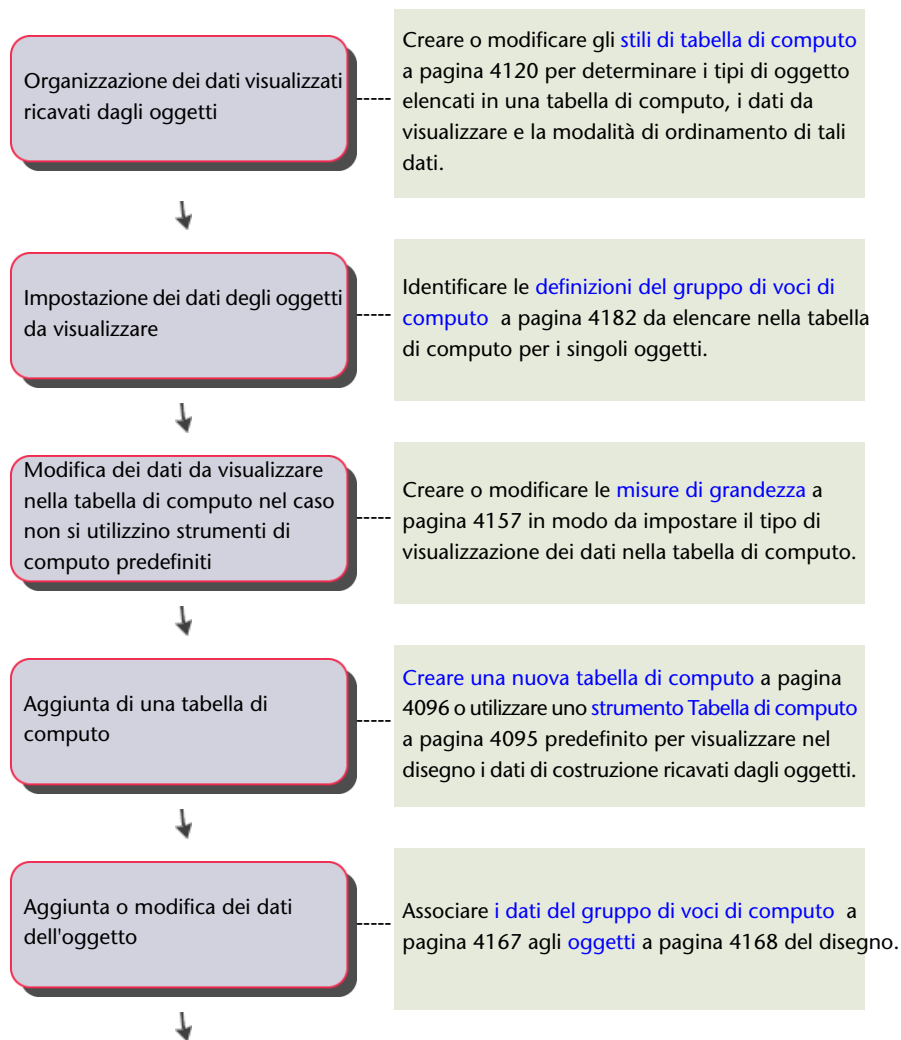 Organizzazione dei dati visualizzati
ricavati dagli oggetti
Creare o modificare gli stili di tabella di computo
a pagina 4120 per determinare i tipi di oggetto
elencati in una tabella di computo, i dati da
visualizzare e la modalità di ordinamento di tali
dati.
Impostazione dei dati degli oggetti
da visualizzare
Identificare le definizioni del gruppo di voci di
computo a pagina 4182 da elencare nella tabella
di computo per i singoli oggetti.
Modifica dei dati da visualizzare
nella tabella di computo nel caso
non si utilizzino strumenti di
computo predefiniti
Creare o modificare le misure di grandezza a
pagina 4157 in modo da impostare il tipo di
visualizzazione dei dati nella tabella di computo.
Aggiunta di una tabella di
computo
Creare una nuova tabella di computo a pagina
4096 o utilizzare uno strumento Tabella di computo
a pagina 4095 predefinito per visualizzare nel
disegno i dati di costruzione ricavati dagli oggetti.
Aggiunta o modifica dei dati
dell'oggetto
Associare i dati del gruppo di voci di computo a
pagina 4167 agli oggetti a pagina 4168 del disegno.